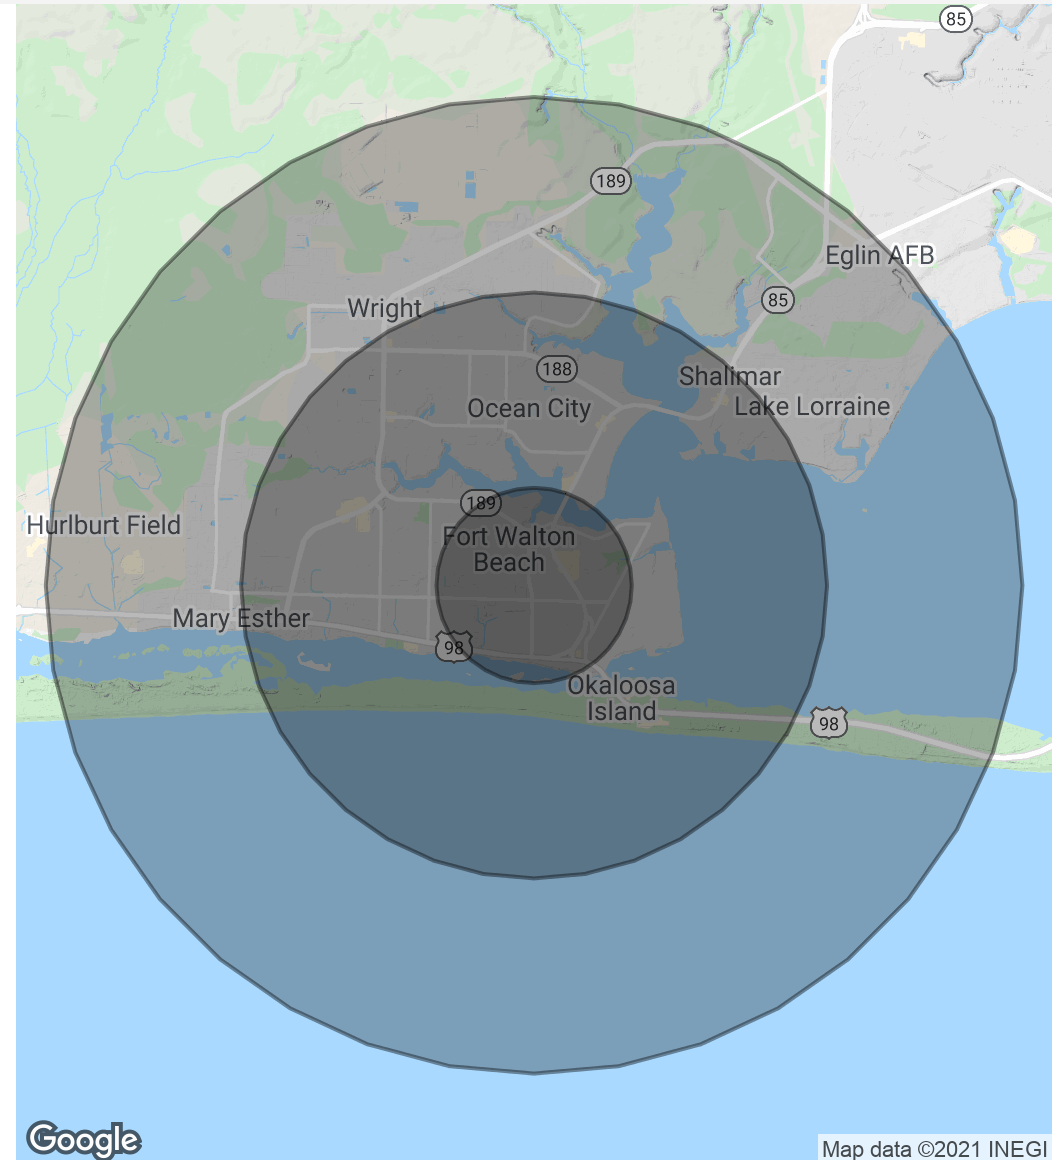 85
189
Eglin AFB
85
Wright
188
Shalimar
Ocean City
Lake Lorraine
189
Hurlburt Field
Fort Walton
Beach
Mary Esther
98
Okaloosa
Island
98
Google
Map data ©2021 INEGI